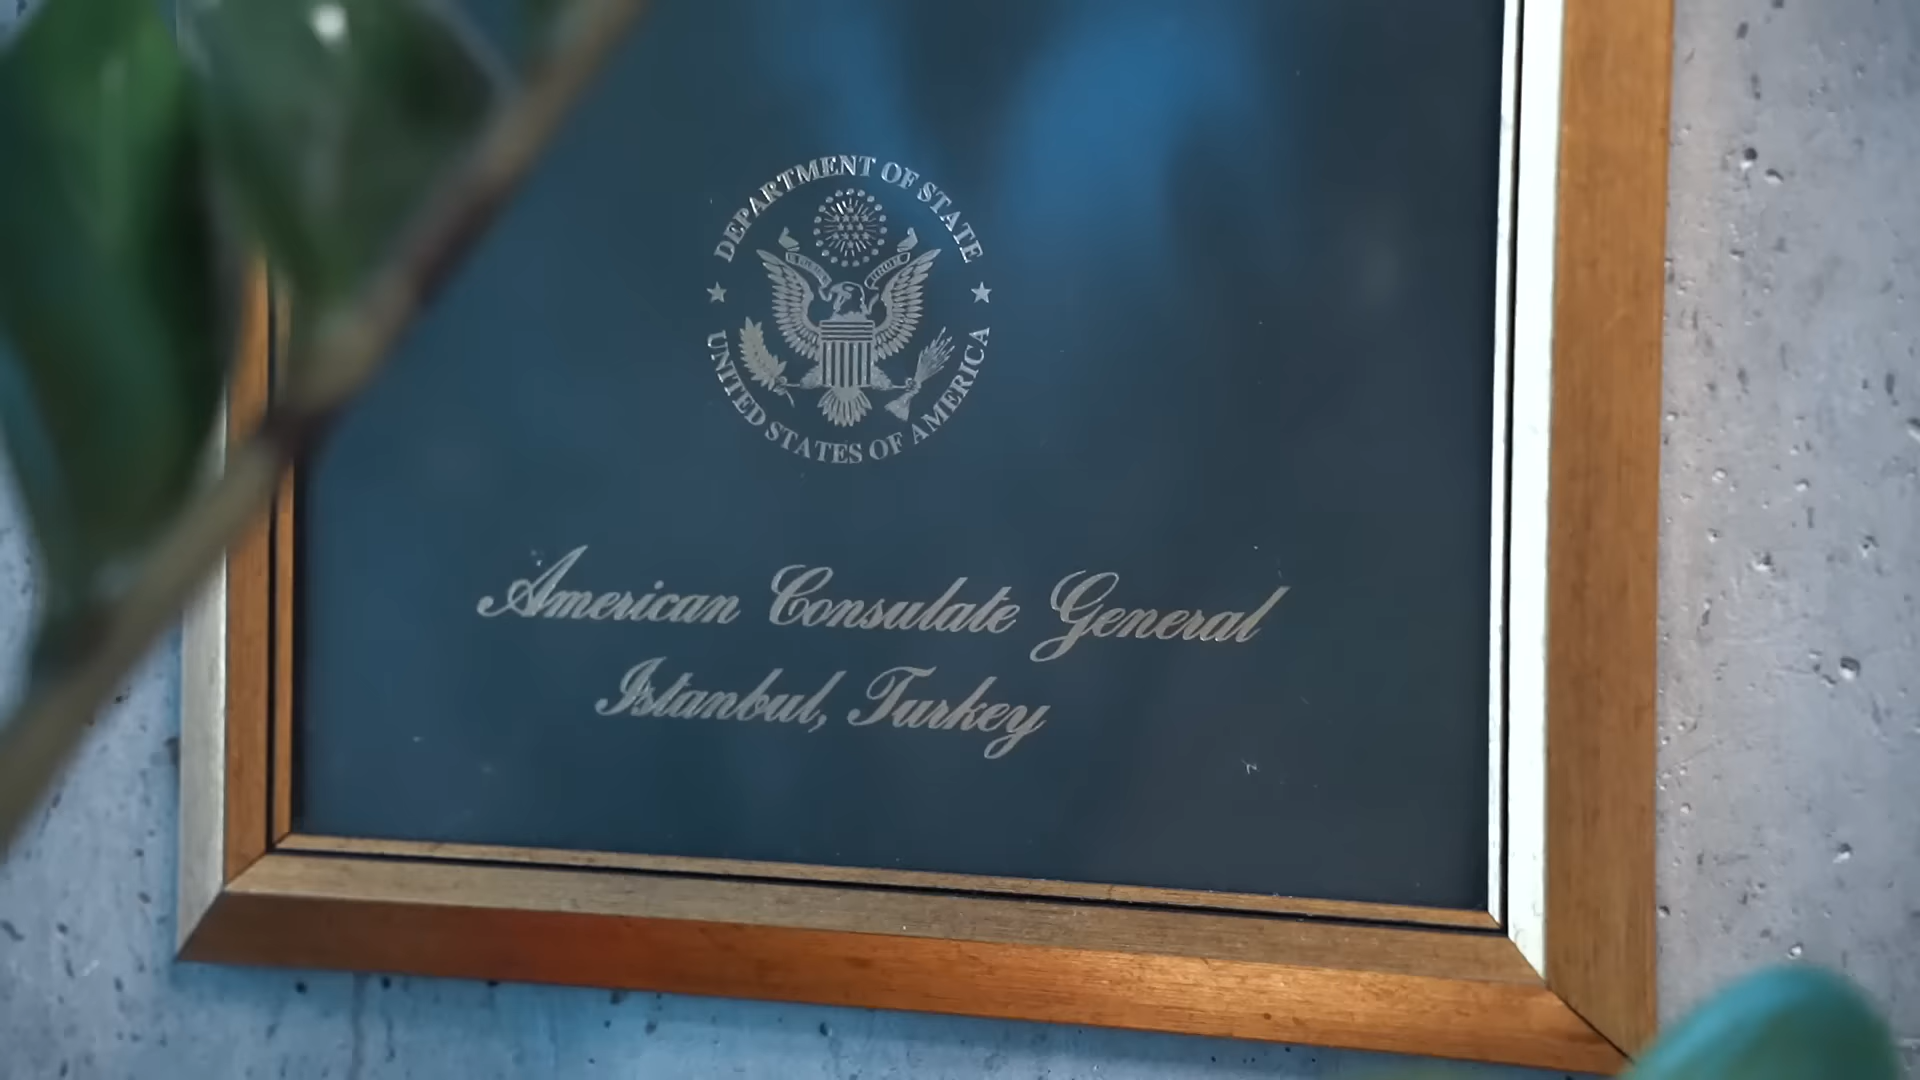 DEPARTMENT OF STATE
UNITED STATES OF AMERICA
American Consulate General
Istanbul, Turkey